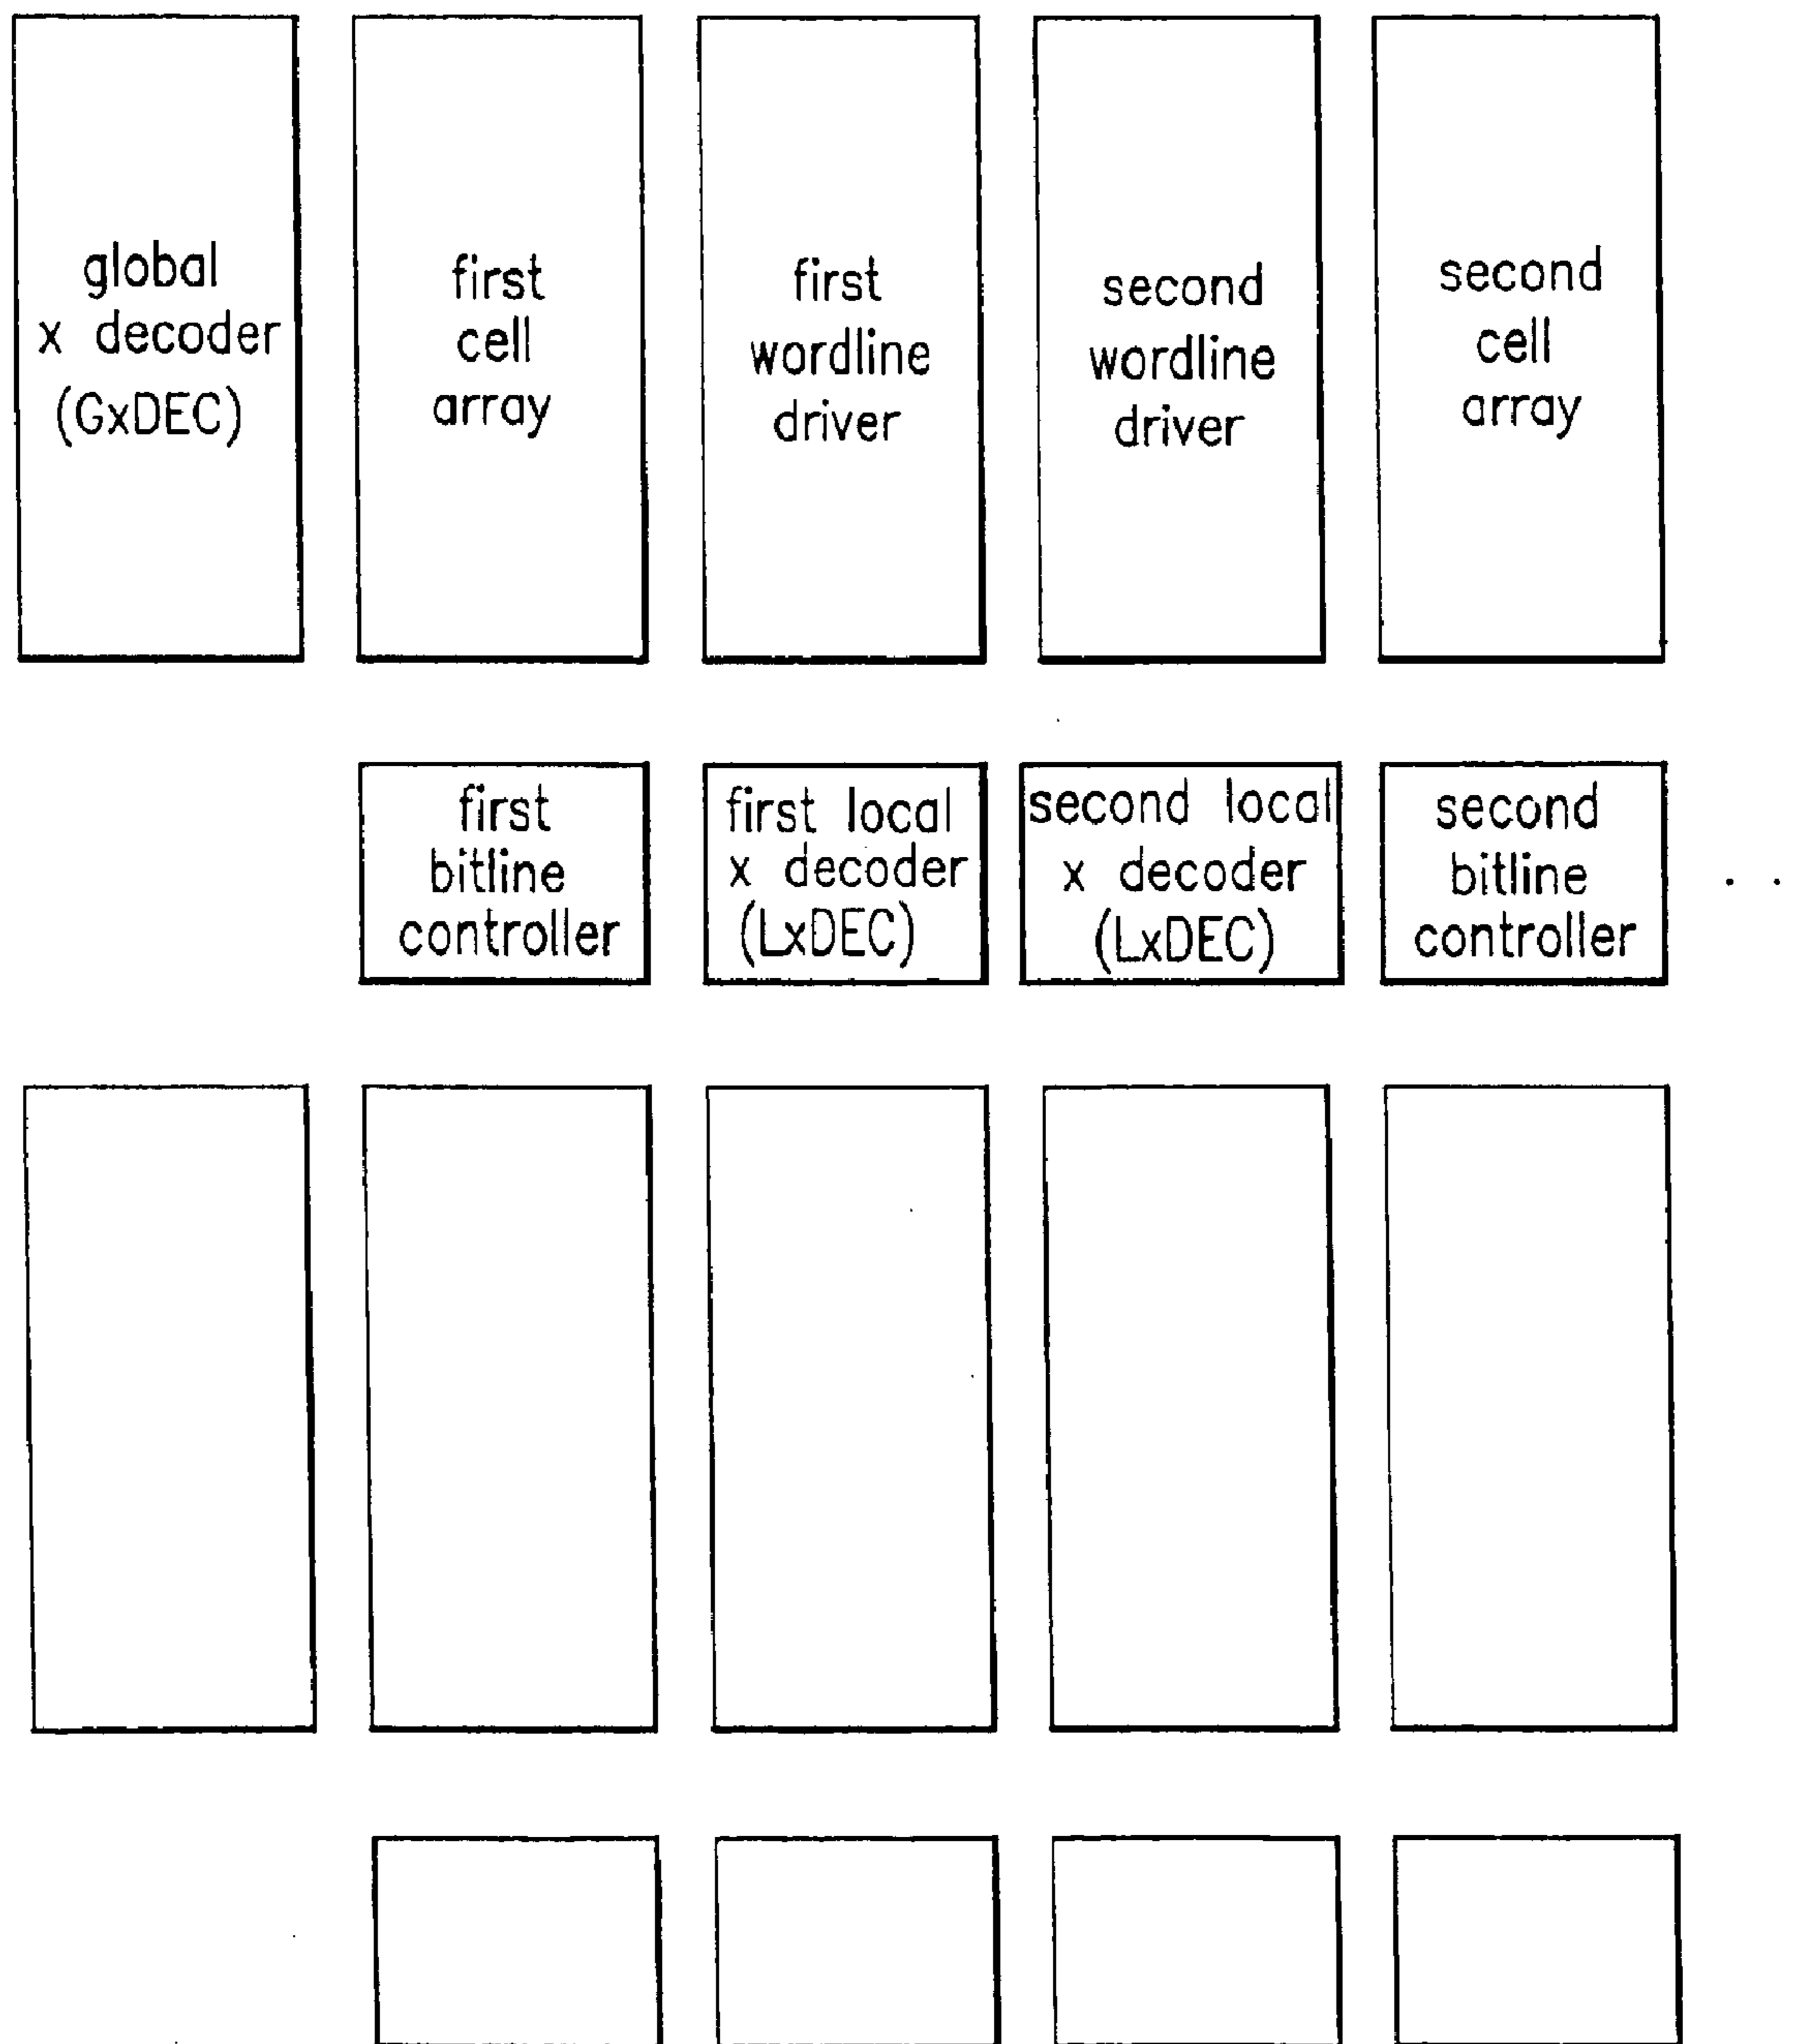 global
x decoder
(GxDEC)
first
cell
array
first
wordline
driver
second
wordline
driver
second
cell
array
first
bitline
controller
first local
x decoder
(LxDEC)
second local
x decoder
(LxDEC)
second
bitline
controller
. .